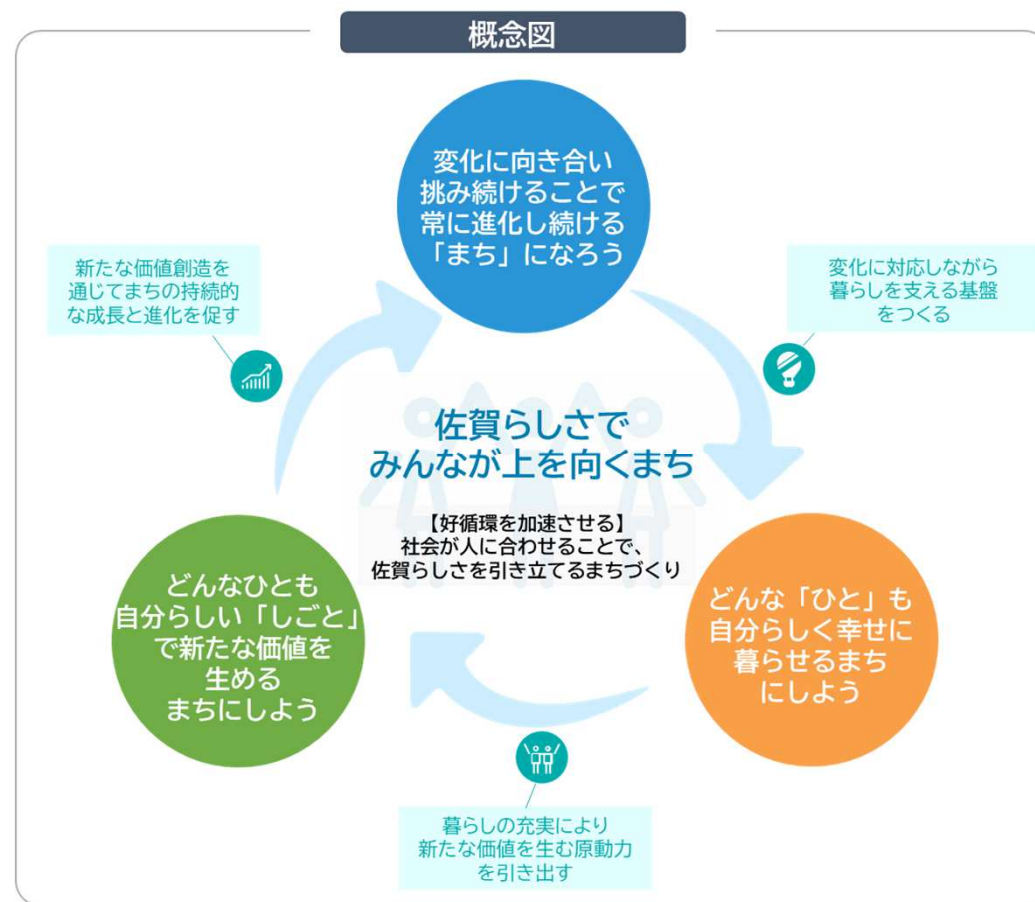 概念図
変化に向き合い
挑み続けることで
常に進化し続ける
「まち」になろう
新たな価値創造を
通じてまちの持続的
な成長と進化を促す
変化に対応しながら
暮らしを支える基盤
をつくる
佐賀らしさで
みんなが上を向くまち
【好循環を加速させる】
社会が人に合わせることで、
佐賀らしさを引き立てるまちづくり
どんなひとも
自分らしい「しごと」
で新たな価値を
生める
まちにしよう
どんな「ひと」も
自分らしく幸せに
暮らせるまち
にしよう
暮らしの充実により
新たな価値を生む原動力
を引き出す